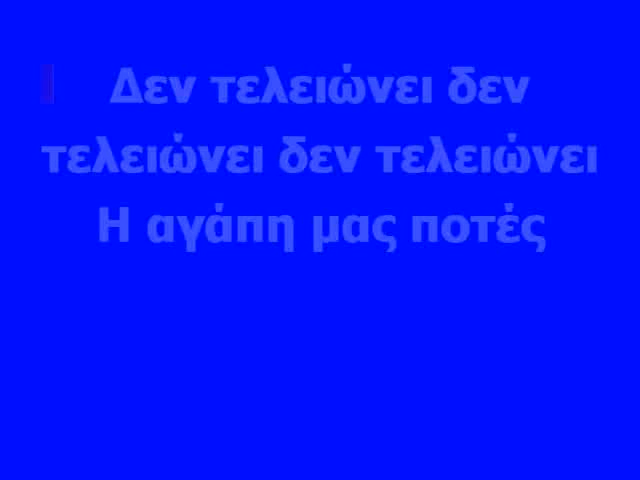 Δεν τελειώνει δεν
τελειώνει δεν τελειώνει
Η αγάπη μας ποτές